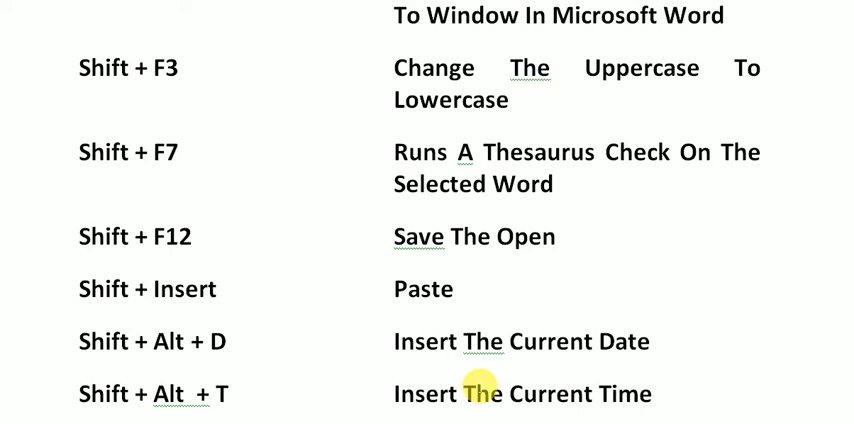 To Window In Microsoft Word
Shift + F3 Change The Uppercase To
Lowercase
Shift + F7 Runs A Thesaurus Check On The
Selected Word
Shift + F12 Save The Open
Shift + Insert Paste
Shift + Alt + D Insert The Current Date
Shift + Alt + T Insert The Current Time